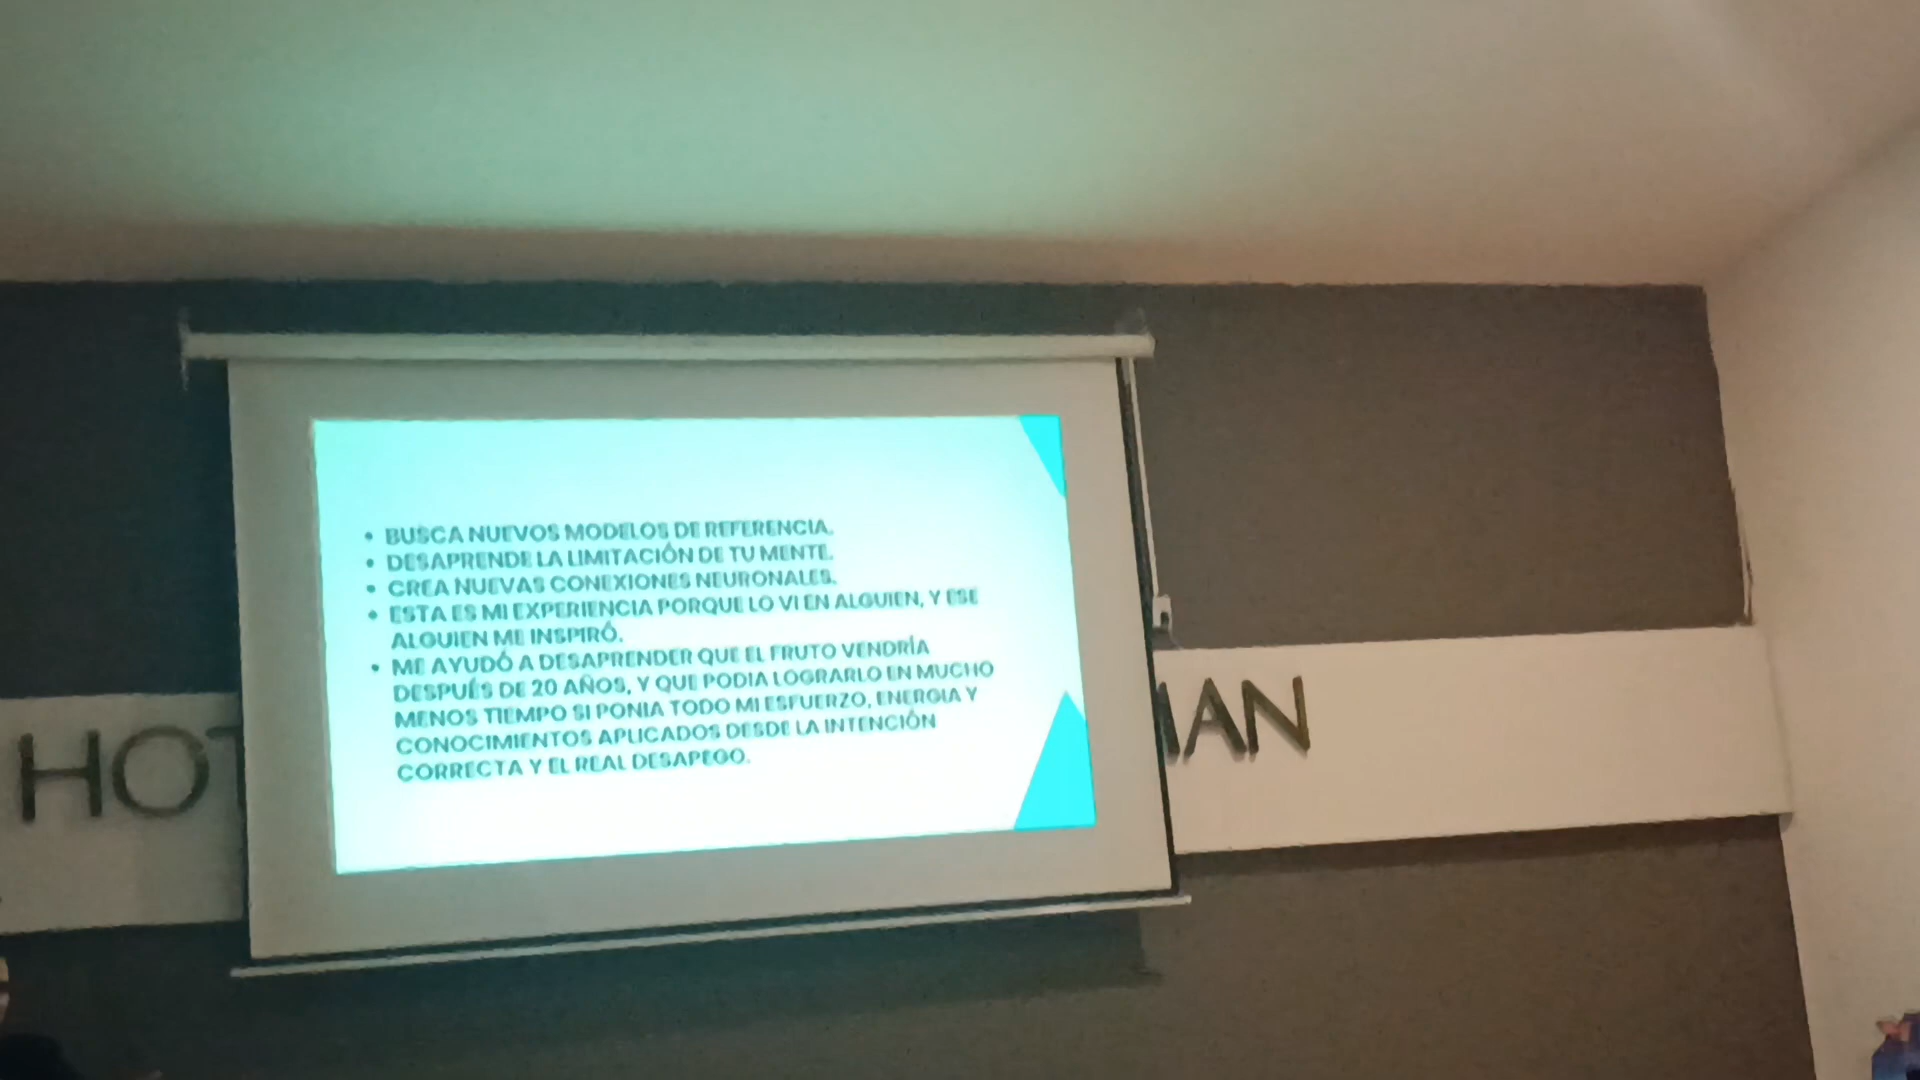 • BUSCA NUEVOS MODELOS DE REFERENCIA.
• DESAPRENDE LA LIMITACIÓN DE TU MENTE.
• CREA NUEVAS CONEXIONES NEURONALES.
• ESTA ES MI EXPERIENCIA PORQUE LO VI EN ALGUIEN, Y ESE
ALGUIEN ME INSPIRÓ.
• ME AYUDÓ A DESAPRENDER QUE EL FRUTO VENDRÍA
DESPUÉS DE 20 AÑOS, Y QUE PODIA LOGRARLO EN MUCHO
MENOS TIEMPO SI PONIA TODO MI ESFUERZO, ENERGIA Y
CONOCIMIENTOS APLICADOS DESDE LA INTENCIÓN
CORRECTA Y EL REAL DESAPEGO.